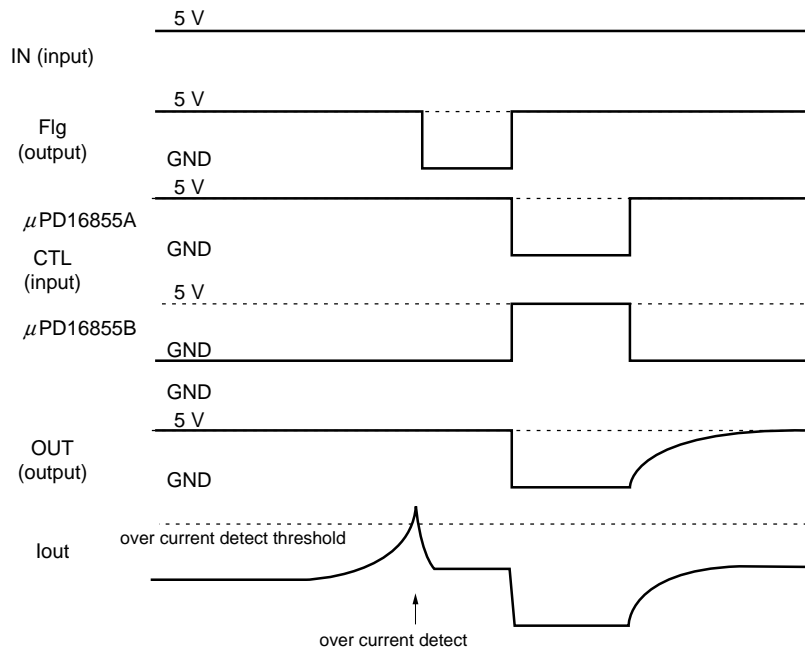 5 V
IN (input)
5 V
Flg
(output)
GND
5 V
μPD16855A
GND
CTL
(input)
5 V
μPD16855B
GND
GND
5 V
OUT
(output)
GND
over current detect threshold
Iout
over current detect